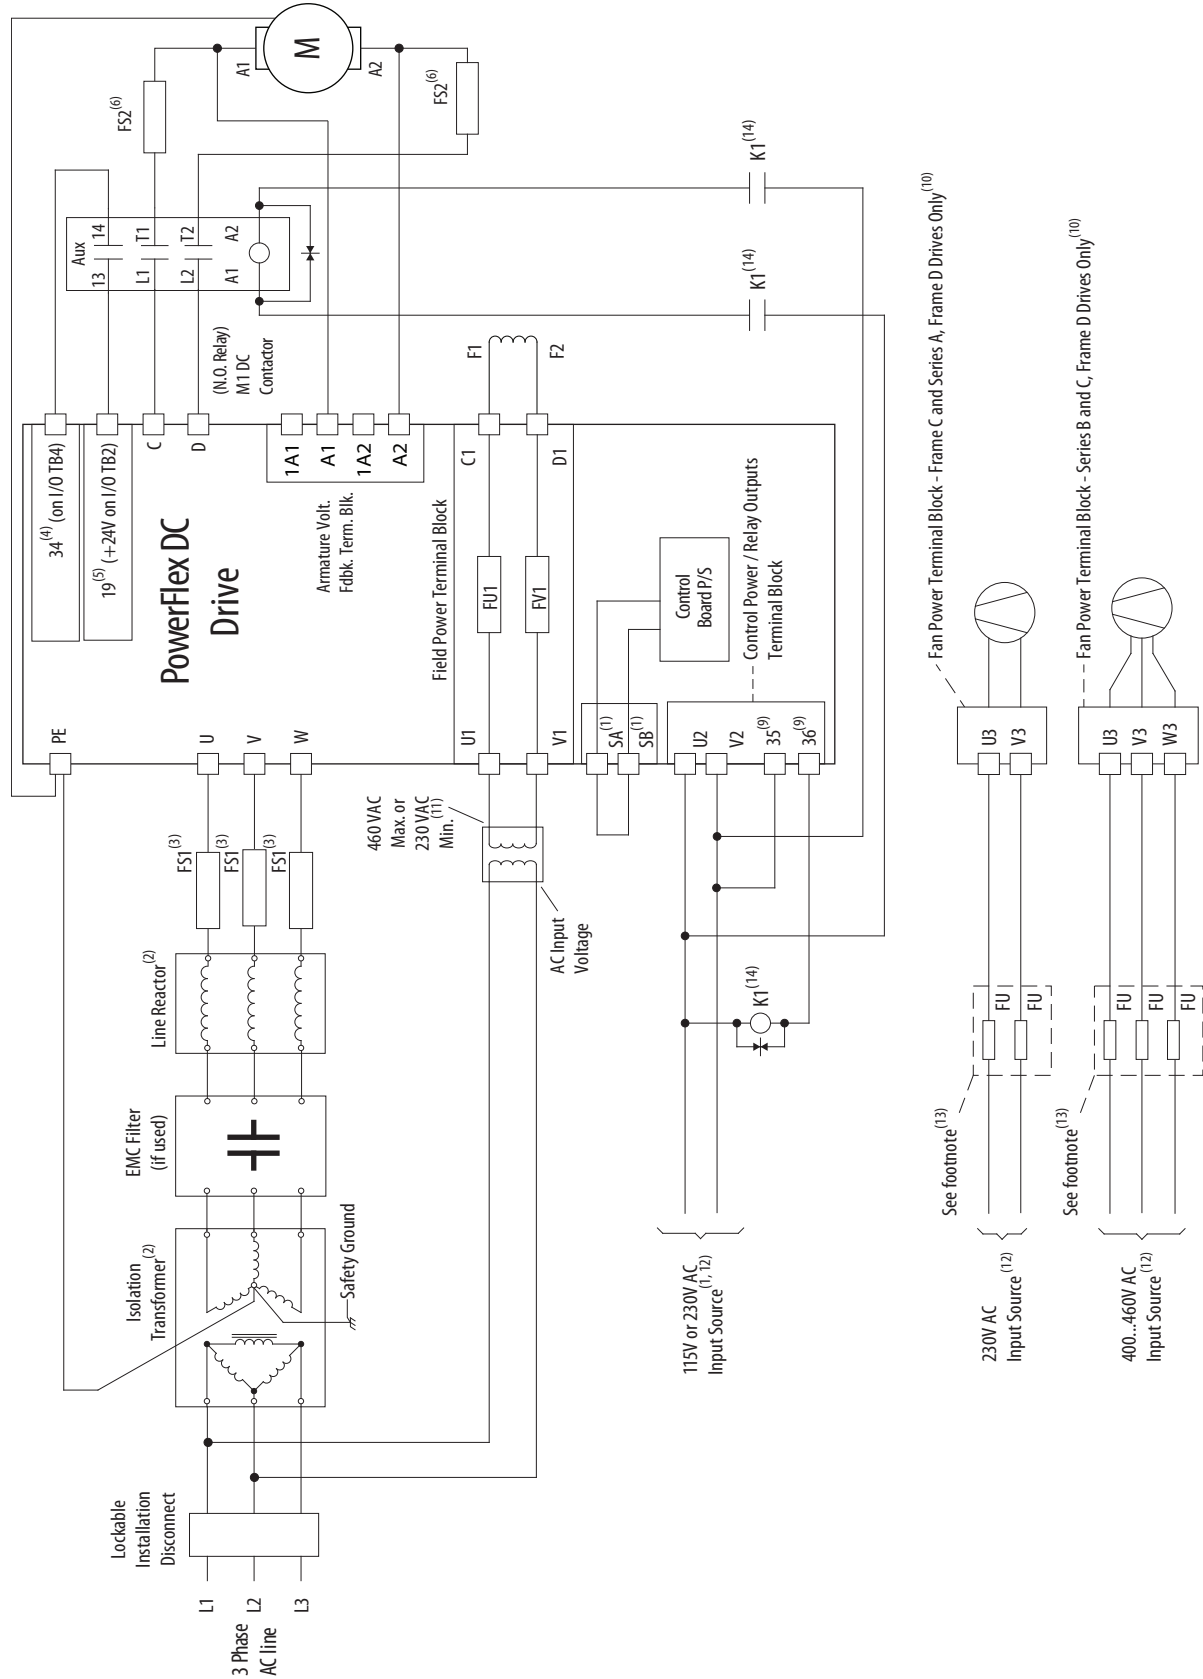 3 Phase
AC line
L1
L2
L3
Lockable
Installation
Disconnect
Isolation
Transformer(2)
Safety Ground
EMC Filter
(if used)
Line Reactor(2)
FS1(3)
FS1(3)
FS1(3)
PE
U
V
W
PowerFlex DC
Drive
34(4) (on I/O TB4)
19(5) (+24V on I/O TB2)
C
D
1A1
A1
1A2
A2
Armature Volt.
Fdbk. Term. Blk.
(N.O. Relay)
M1 DC
Contactor
Aux
13
14
L1
T1
L2
T2
A1
A2
FS2(6)
FS2(6)
A1
M
A2
AC Input
Voltage
460 VAC
Max. or
230 VAC
Min.(11)
U1
V1
Field Power Terminal Block
FU1
FV1
C1
D1
F1
F2
SA(1)
SB(1)
Control
Board P/S
U2
V2
35(9)
36(9)
Control Power / Relay Outputs
Terminal Block
K1(14)
K1(14)
K1(14)
115V or 230V AC
Input Source(1, 12)
230V AC
Input Source(12)
See footnote(13)
FU
FU
U3
V3
Fan Power Terminal Block - Frame C and Series A, Frame D Drives Only(10)
400...460V AC
Input Source(12)
See footnote(13)
FU
FU
FU
U3
V3
W3
Fan Power Terminal Block - Series B and C, Frame D Drives Only(10)